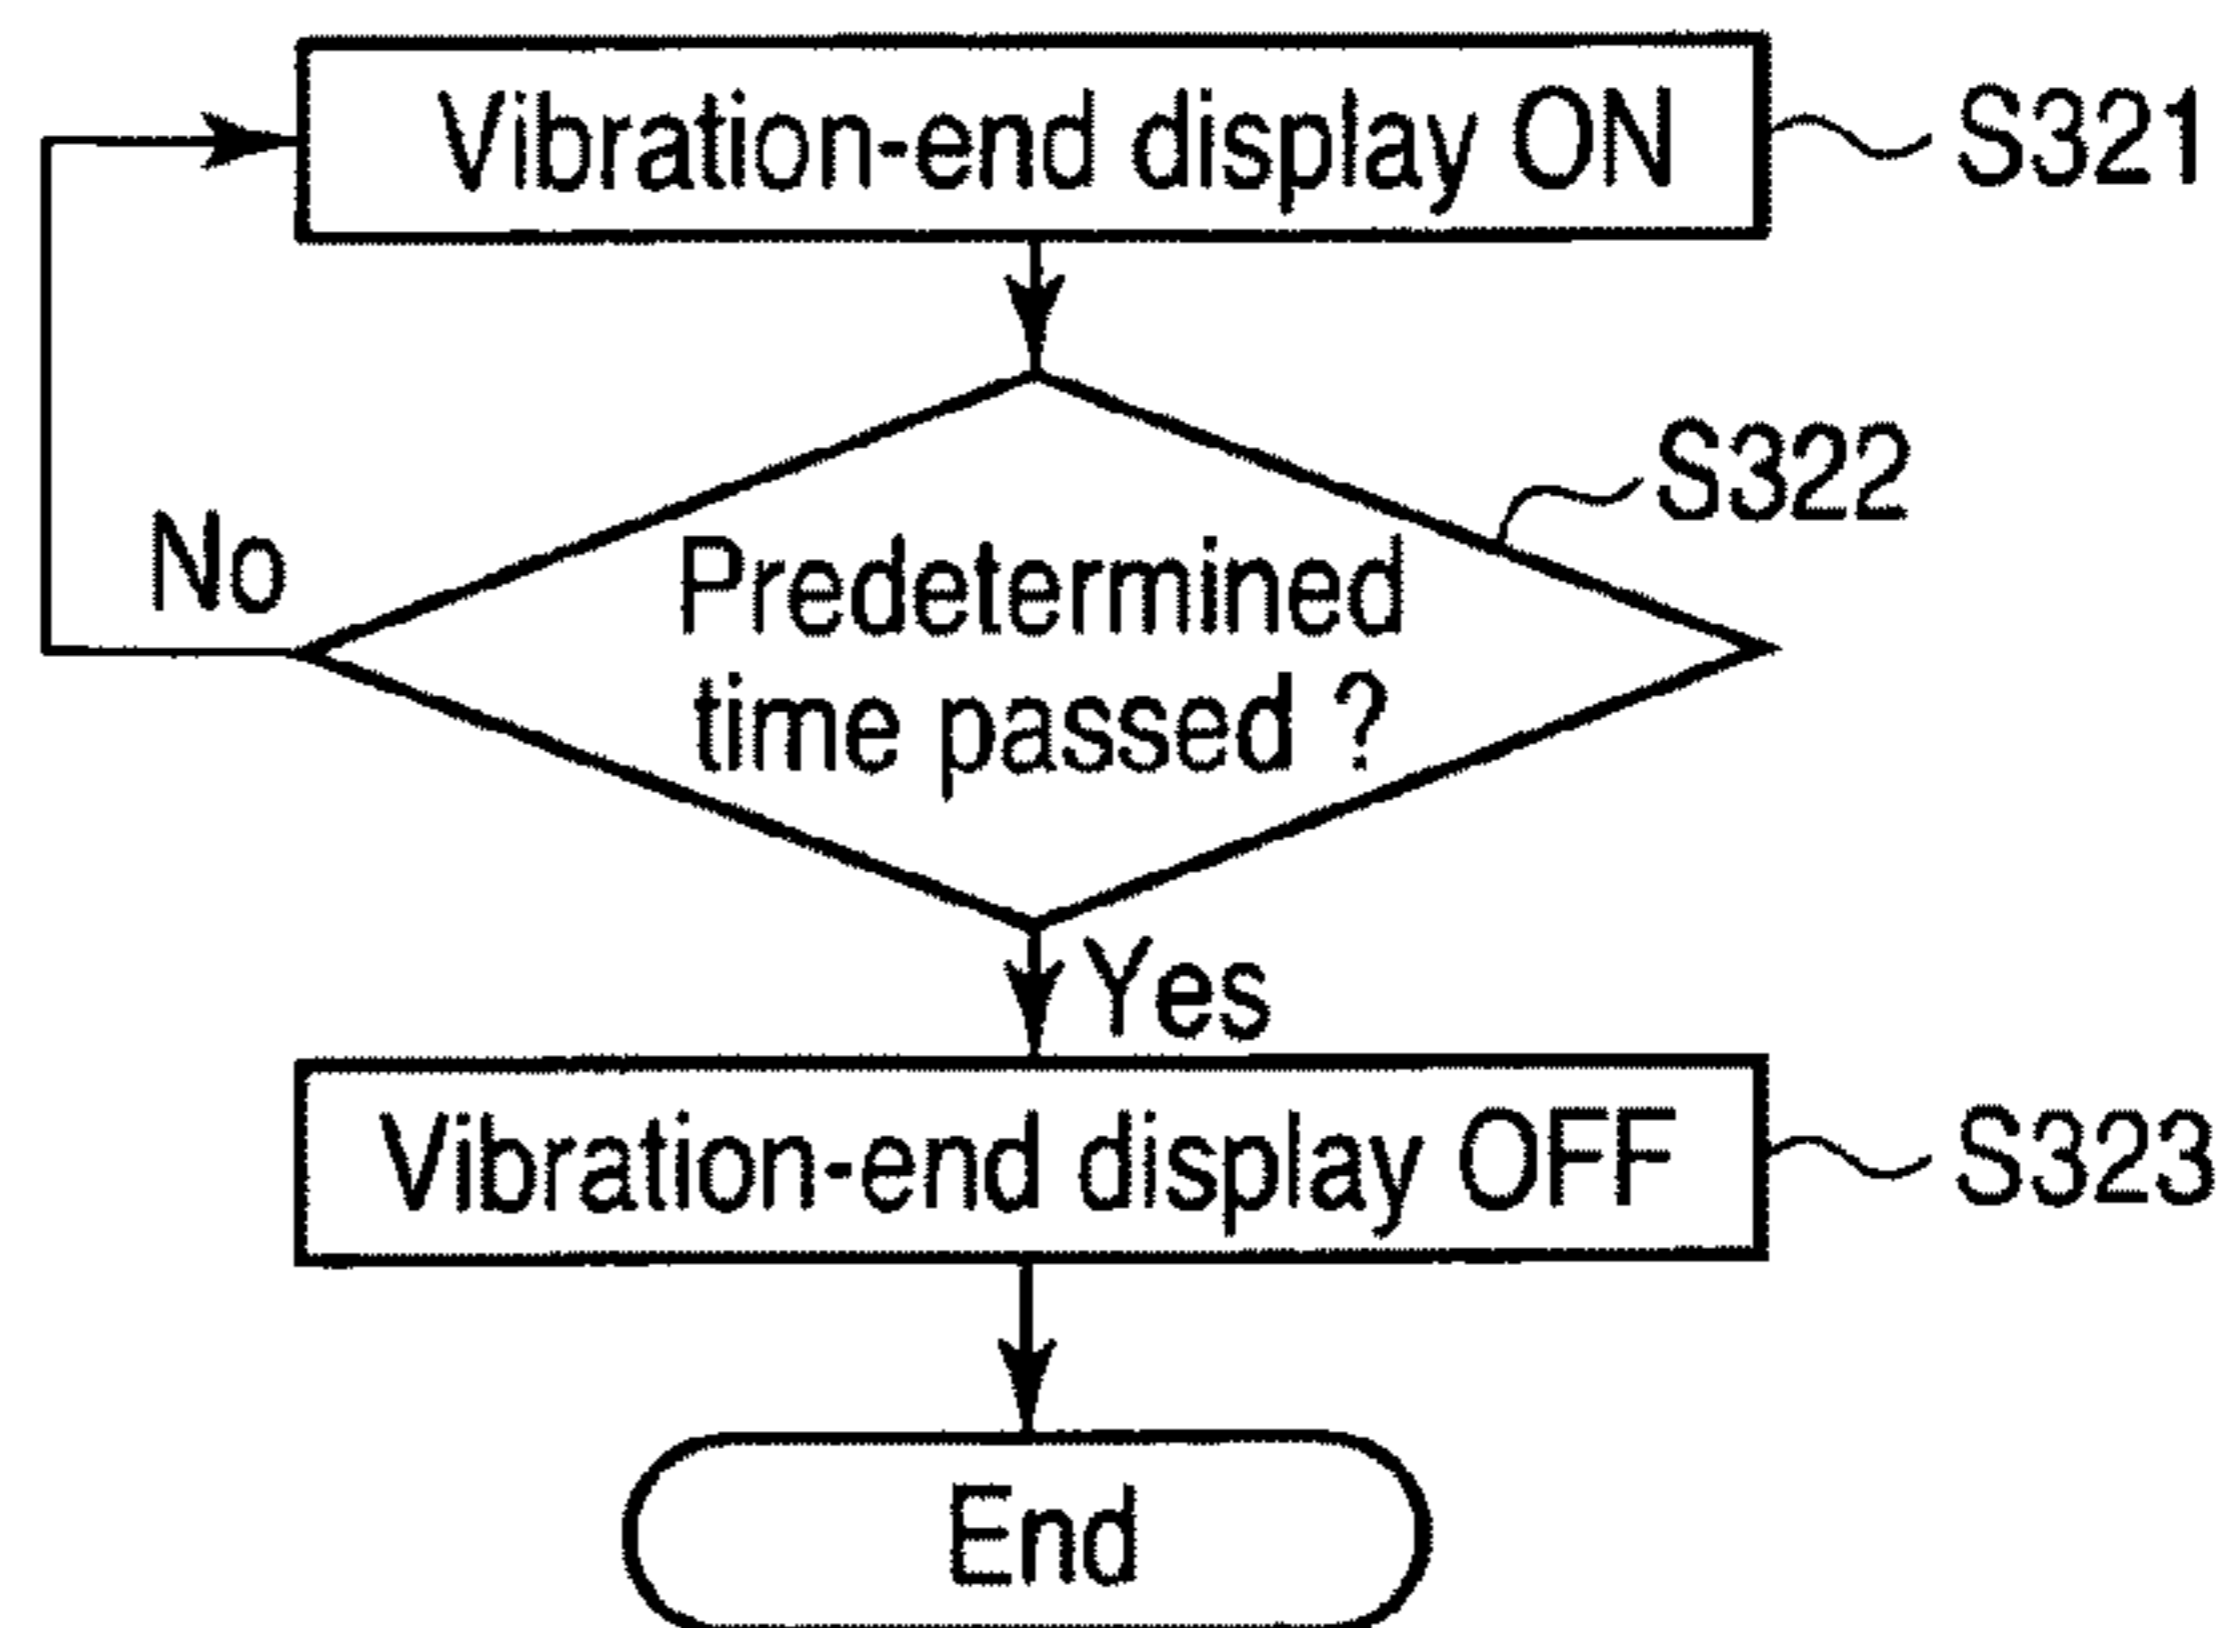 Vibration-end display ON
S321
S322
No
Predetermined
time passed ?
Yes
Vibration-end display OFF
S323
End